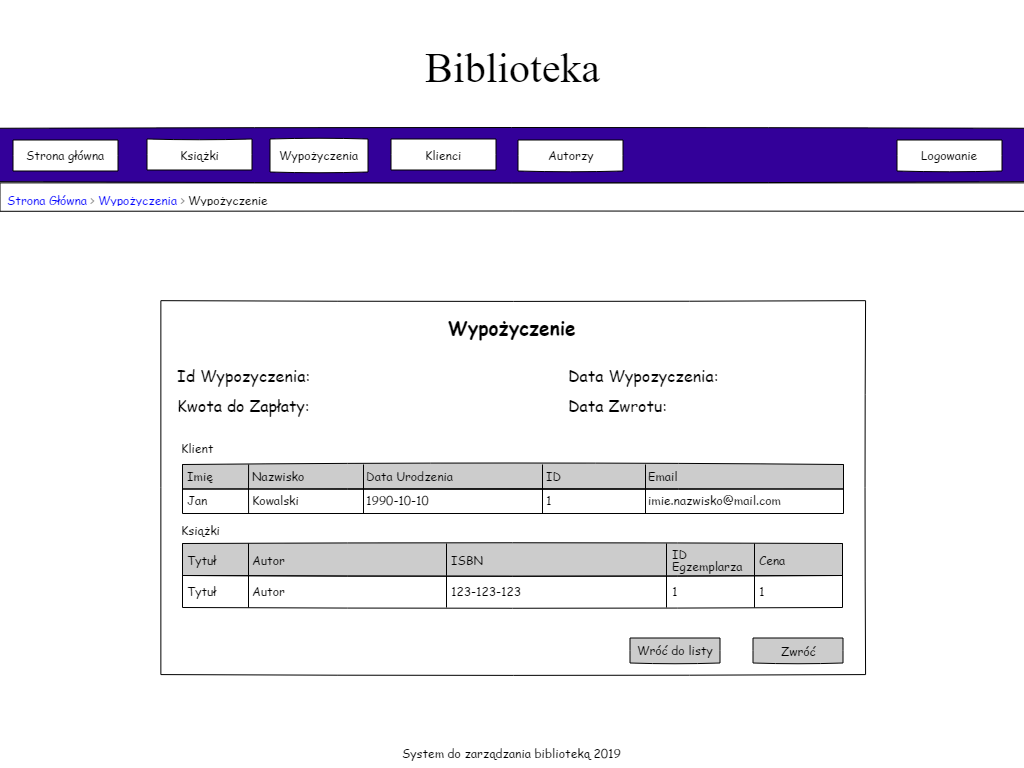 Biblioteka
Strona główna Książki Wypożyczenia Klienci Autorzy Logowanie
Strona Główna > Wypożyczenia > Wypożyczenie
Wypożyczenie
Id Wypozyczenia: Data Wypozyczenia:
Kwota do Zapłaty: Data Zwrotu:
Klient
Imię Nazwisko Data Urodzenia ID Email
Jan Kowalski 1990-10-10 1 imie.nazwisko@mail.com
Książki
Tytuł Autor ISBN ID Egzemplarza Cena
Tytuł Autor 123-123-123 1 1
Wróć do listy Zwróć
System do zarządzania biblioteką 2019